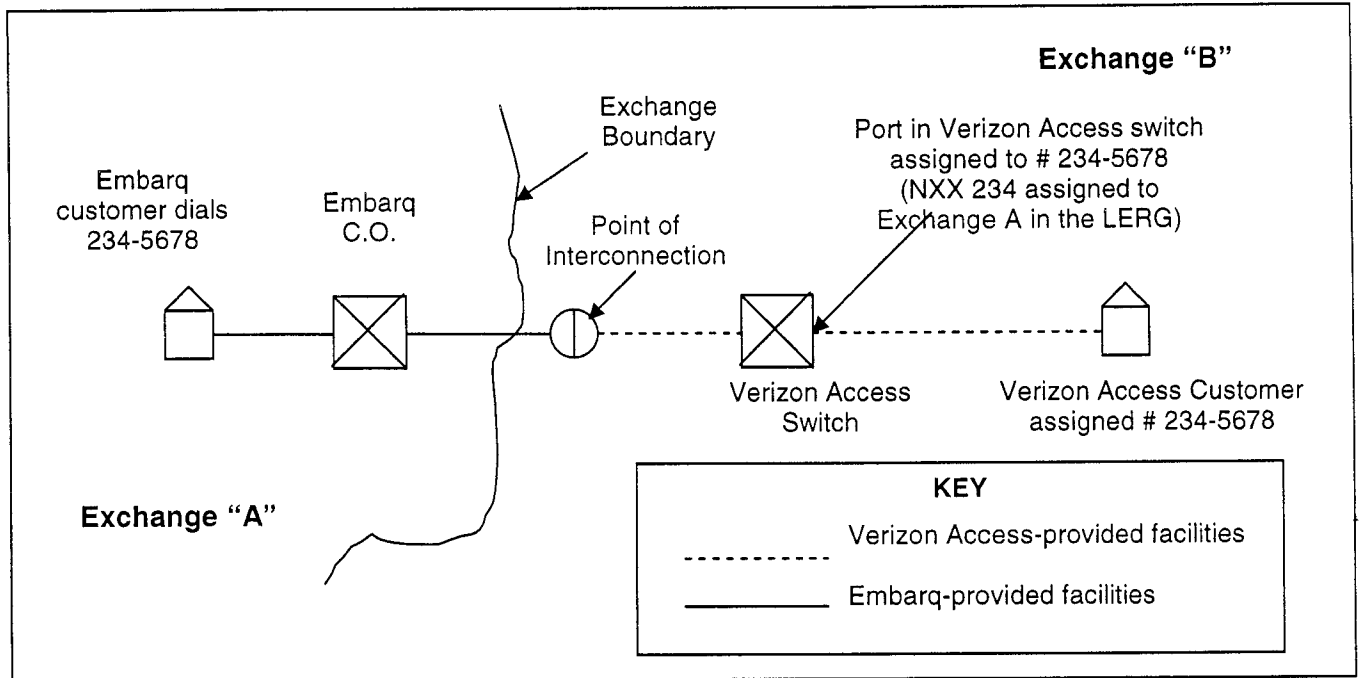 Exchange “B”
Exchange
Boundary
Port in Verizon Access switch
assigned to # 234-5678
(NXX 234 assigned to
Exchange A in the LERG)
Embarq
customer dials
234-5678
Embarq
C.O.
Point of
Interconnection
Verizon Access
Switch
Verizon Access Customer
assigned # 234-5678
Exchange “A”
KEY
Verizon Access-provided facilities
Embarq-provided facilities